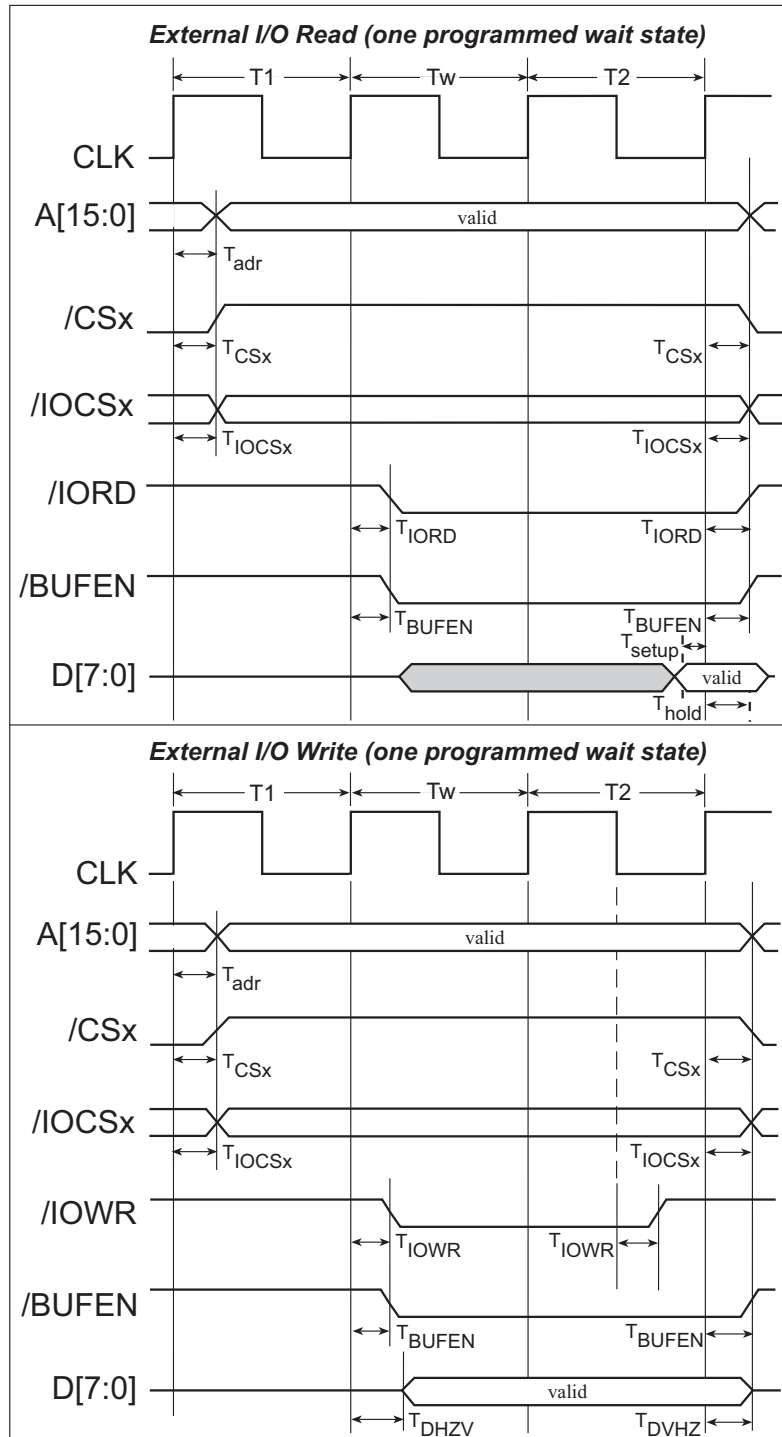 External I/O Read (one programmed wait state)
T1 Tw T2
CLK
A[15:0] valid
Tadr
/CSx
TCSx TCSx
/IOCSx
TIOCSx TIOCSx
/IORD
TIORD TIORD
/BUFEN
TBUFEN TBUFEN
Tsetup
D[7:0] valid
Thold
External I/O Write (one programmed wait state)
T1 Tw T2
CLK
A[15:0] valid
Tadr
/CSx
TCSx TCSx
/IOCSx
TIOCSx TIOCSx
/IOWR
TIOWR TIOWR
/BUFEN
TBUFEN TBUFEN
D[7:0] valid
TDHZV TDVHZ